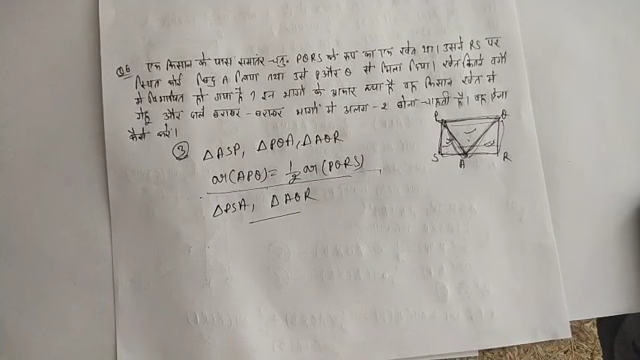 Q6 एक किसान के पास समांतर चतु. PQRS के रूप का एक खेत था। उसने RS पर
स्थित कोई बिंदु A लिया तथा उसे P और Q से मिला दिया। खेत कितने भागों
में विभाजित हो गया है? इन भागों के आकार क्या हैं वह किसान खेत में
गेहूं और दालें बराबर-बराबर भागों में अलग-2 बोना चाहती है। वह ऐसा
कैसे करे।
③ ΔASP, ΔPQA, ΔAQR
ar(APQ) = 1/2 ar(PQRS)
ΔPSA, ΔAQR
P Q
S A R